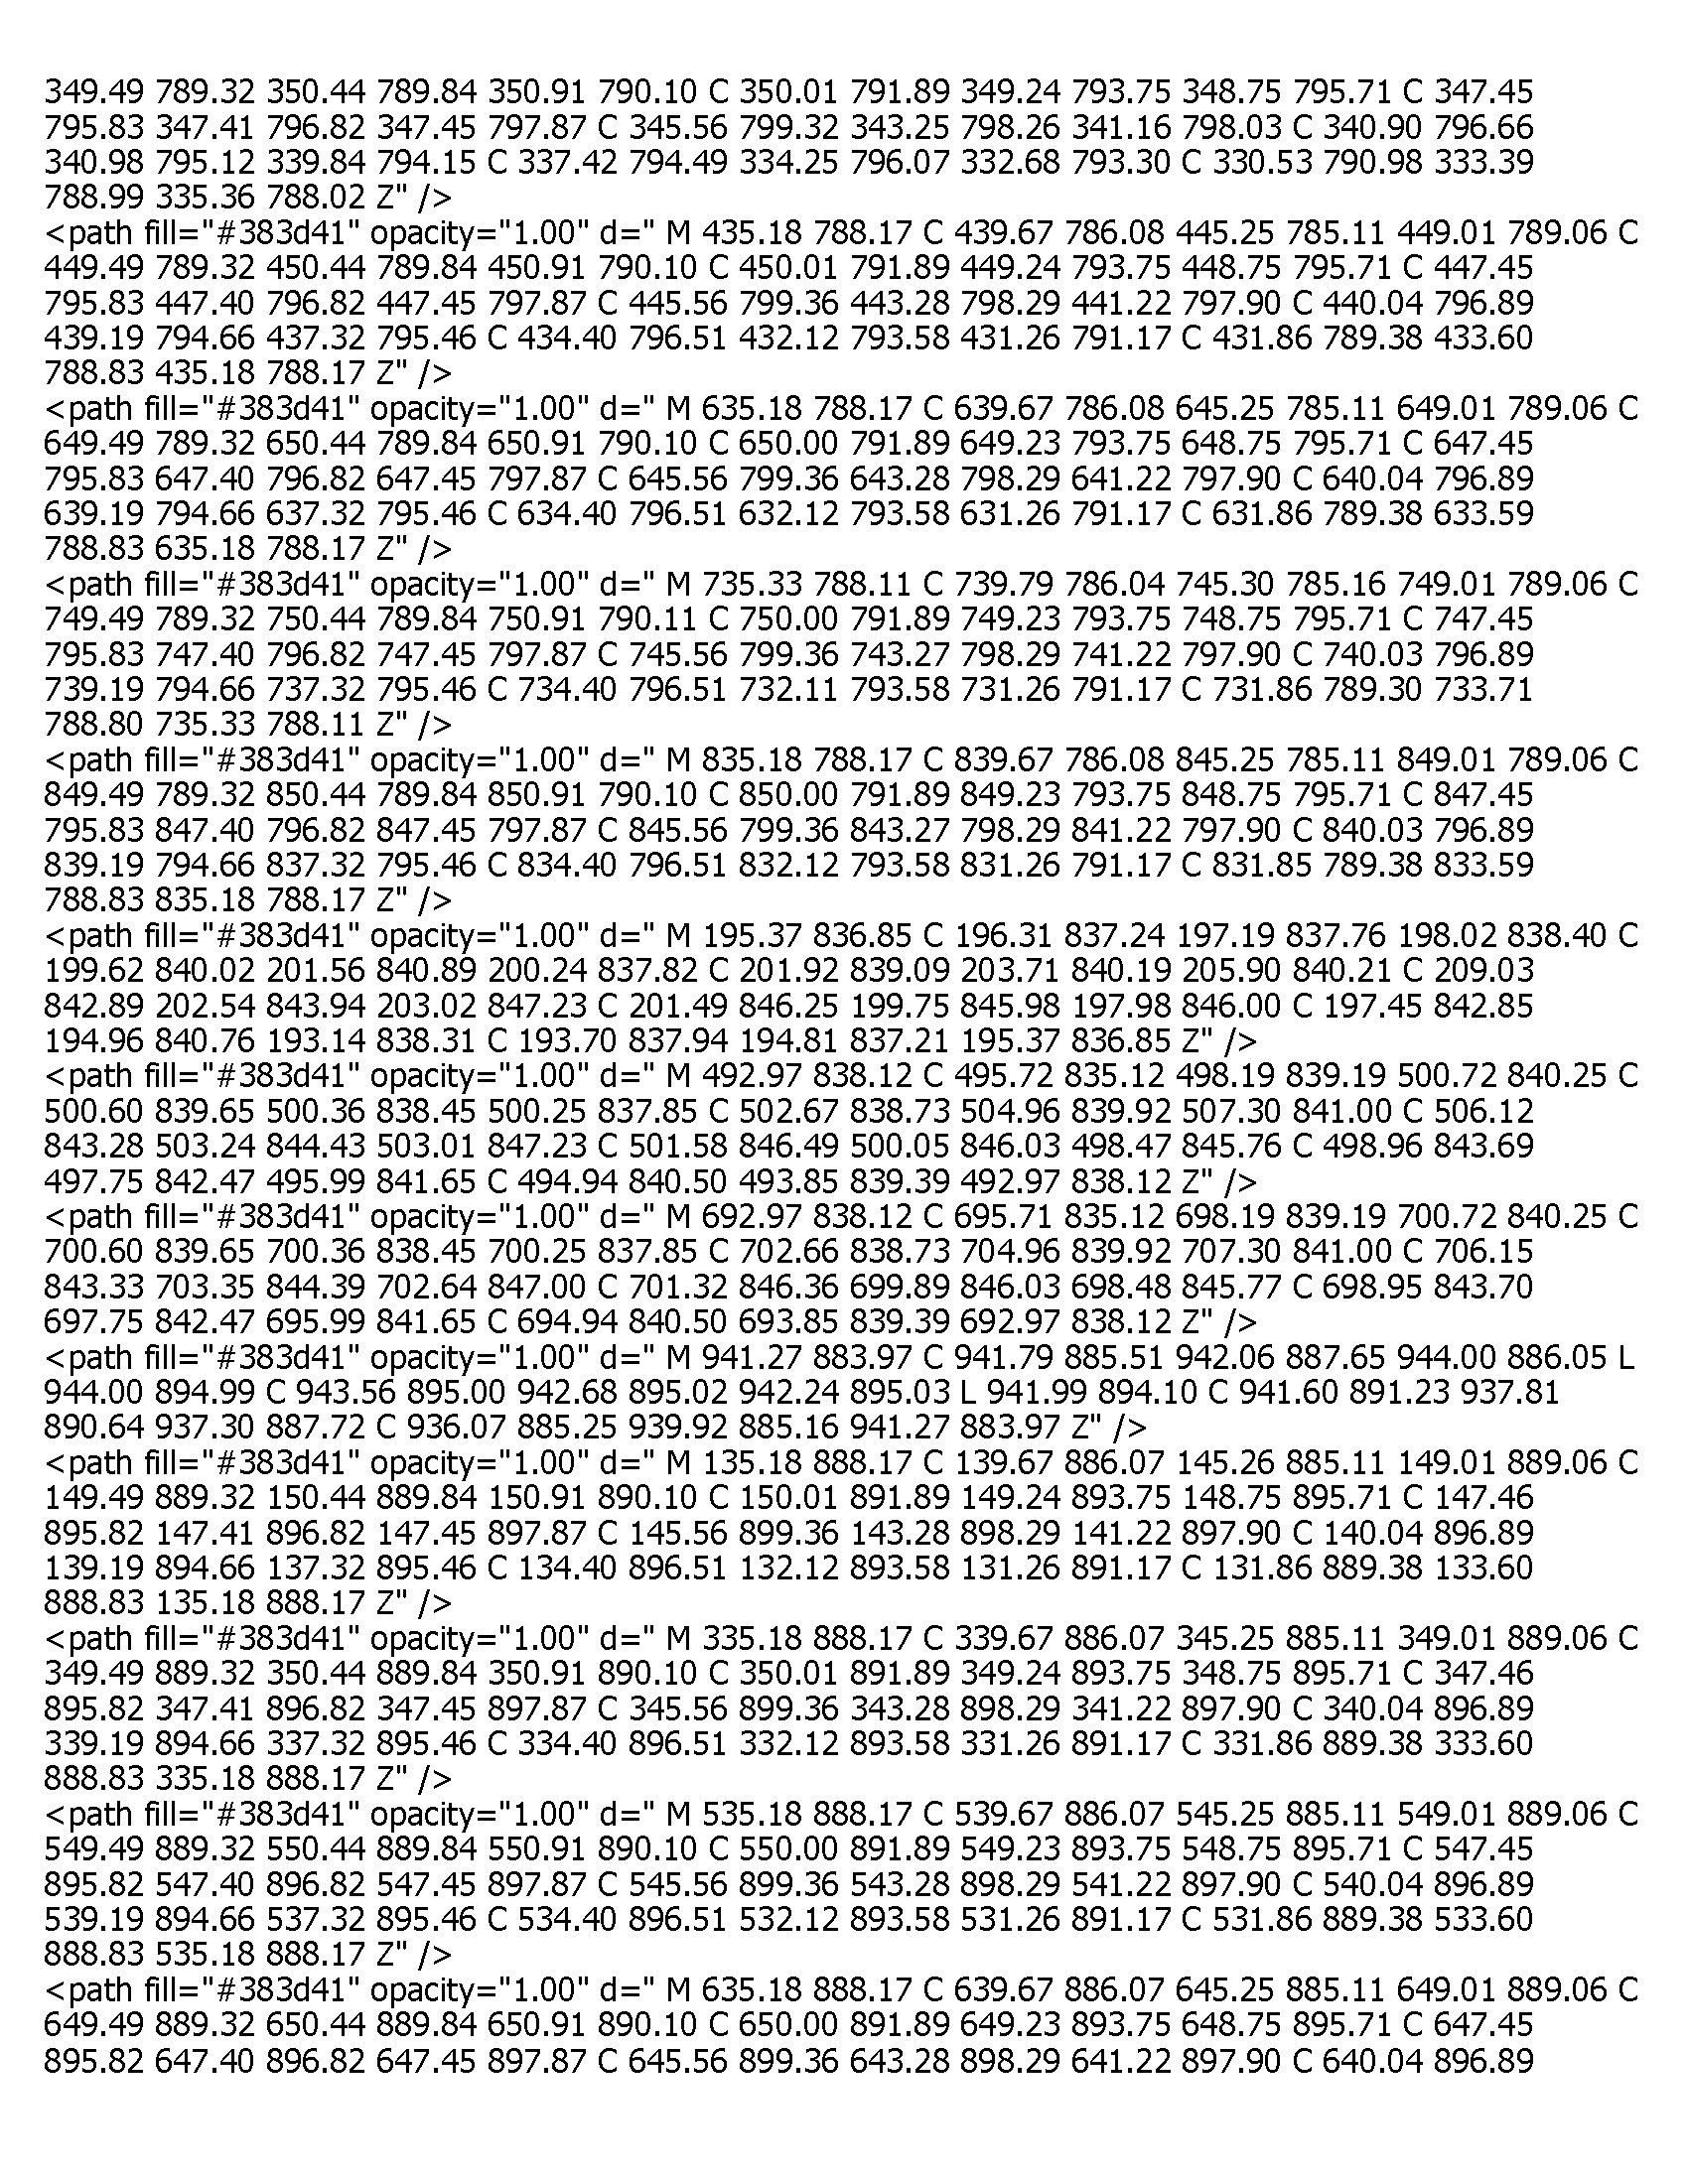 349.49 789.32 350.44 789.84 350.91 790.10 C 350.01 791.89 349.24 793.75 348.75 795.71 C 347.45
795.83 347.41 796.82 347.45 797.87 C 345.56 799.32 343.25 798.26 341.16 798.03 C 340.90 796.66
340.98 795.12 339.84 794.15 C 337.42 794.49 334.25 796.07 332.68 793.30 C 330.53 790.98 333.39
788.99 335.36 788.02 Z" />
<path fill="#383d41" opacity="1.00" d=" M 435.18 788.17 C 439.67 786.08 445.25 785.11 449.01 789.06 C
449.49 789.32 450.44 789.84 450.91 790.10 C 450.01 791.89 449.24 793.75 448.75 795.71 C 447.45
795.83 447.40 796.82 447.45 797.87 C 445.56 799.36 443.28 798.29 441.22 797.90 C 440.04 796.89
439.19 794.66 437.32 795.46 C 434.40 796.51 432.12 793.58 431.26 791.17 C 431.86 789.38 433.60
788.83 435.18 788.17 Z" />
<path fill="#383d41" opacity="1.00" d=" M 635.18 788.17 C 639.67 786.08 645.25 785.11 649.01 789.06 C
649.49 789.32 650.44 789.84 650.91 790.10 C 650.00 791.89 649.23 793.75 648.75 795.71 C 647.45
795.83 647.40 796.82 647.45 797.87 C 645.56 799.36 643.28 798.29 641.22 797.90 C 640.04 796.89
639.19 794.66 637.32 795.46 C 634.40 796.51 632.12 793.58 631.26 791.17 C 631.86 789.38 633.59
788.83 635.18 788.17 Z" />
<path fill="#383d41" opacity="1.00" d=" M 735.33 788.11 C 739.79 786.04 745.30 785.16 749.01 789.06 C
749.49 789.32 750.44 789.84 750.91 790.11 C 750.00 791.89 749.23 793.75 748.75 795.71 C 747.45
795.83 747.40 796.82 747.45 797.87 C 745.56 799.36 743.27 798.29 741.22 797.90 C 740.03 796.89
739.19 794.66 737.32 795.46 C 734.40 796.51 732.11 793.58 731.26 791.17 C 731.86 789.30 733.71
788.80 735.33 788.11 Z" />
<path fill="#383d41" opacity="1.00" d=" M 835.18 788.17 C 839.67 786.08 845.25 785.11 849.01 789.06 C
849.49 789.32 850.44 789.84 850.91 790.10 C 850.00 791.89 849.23 793.75 848.75 795.71 C 847.45
795.83 847.40 796.82 847.45 797.87 C 845.56 799.36 843.27 798.29 841.22 797.90 C 840.03 796.89
839.19 794.66 837.32 795.46 C 834.40 796.51 832.12 793.58 831.26 791.17 C 831.85 789.38 833.59
788.83 835.18 788.17 Z" />
<path fill="#383d41" opacity="1.00" d=" M 195.37 836.85 C 196.31 837.24 197.19 837.76 198.02 838.40 C
199.62 840.02 201.56 840.89 200.24 837.82 C 201.92 839.09 203.71 840.19 205.90 840.21 C 209.03
842.89 202.54 843.94 203.02 847.23 C 201.49 846.25 199.75 845.98 197.98 846.00 C 197.45 842.85
194.96 840.76 193.14 838.31 C 193.70 837.94 194.81 837.21 195.37 836.85 Z" />
<path fill="#383d41" opacity="1.00" d=" M 492.97 838.12 C 495.72 835.12 498.19 839.19 500.72 840.25 C
500.60 839.65 500.36 838.45 500.25 837.85 C 502.67 838.73 504.96 839.92 507.30 841.00 C 506.12
843.28 503.24 844.43 503.01 847.23 C 501.58 846.49 500.05 846.03 498.47 845.76 C 498.96 843.69
497.75 842.47 495.99 841.65 C 494.94 840.50 493.85 839.39 492.97 838.12 Z" />
<path fill="#383d41" opacity="1.00" d=" M 692.97 838.12 C 695.71 835.12 698.19 839.19 700.72 840.25 C
700.60 839.65 700.36 838.45 700.25 837.85 C 702.66 838.73 704.96 839.92 707.30 841.00 C 706.15
843.33 703.35 844.39 702.64 847.00 C 701.32 846.36 699.89 846.03 698.48 845.77 C 698.95 843.70
697.75 842.47 695.99 841.65 C 694.94 840.50 693.85 839.39 692.97 838.12 Z" />
<path fill="#383d41" opacity="1.00" d=" M 941.27 883.97 C 941.79 885.51 942.06 887.65 944.00 886.05 L
944.00 894.99 C 943.56 895.00 942.68 895.02 942.24 895.03 L 941.99 894.10 C 941.60 891.23 937.81
890.64 937.30 887.72 C 936.07 885.25 939.92 885.16 941.27 883.97 Z" />
<path fill="#383d41" opacity="1.00" d=" M 135.18 888.17 C 139.67 886.07 145.26 885.11 149.01 889.06 C
149.49 889.32 150.44 889.84 150.91 890.10 C 150.01 891.89 149.24 893.75 148.75 895.71 C 147.46
895.82 147.41 896.82 147.45 897.87 C 145.56 899.36 143.28 898.29 141.22 897.90 C 140.04 896.89
139.19 894.66 137.32 895.46 C 134.40 896.51 132.12 893.58 131.26 891.17 C 131.86 889.38 133.60
888.83 135.18 888.17 Z" />
<path fill="#383d41" opacity="1.00" d=" M 335.18 888.17 C 339.67 886.07 345.25 885.11 349.01 889.06 C
349.49 889.32 350.44 889.84 350.91 890.10 C 350.01 891.89 349.24 893.75 348.75 895.71 C 347.46
895.82 347.41 896.82 347.45 897.87 C 345.56 899.36 343.28 898.29 341.22 897.90 C 340.04 896.89
339.19 894.66 337.32 895.46 C 334.40 896.51 332.12 893.58 331.26 891.17 C 331.86 889.38 333.60
888.83 335.18 888.17 Z" />
<path fill="#383d41" opacity="1.00" d=" M 535.18 888.17 C 539.67 886.07 545.25 885.11 549.01 889.06 C
549.49 889.32 550.44 889.84 550.91 890.10 C 550.00 891.89 549.23 893.75 548.75 895.71 C 547.45
895.82 547.40 896.82 547.45 897.87 C 545.56 899.36 543.28 898.29 541.22 897.90 C 540.04 896.89
539.19 894.66 537.32 895.46 C 534.40 896.51 532.12 893.58 531.26 891.17 C 531.86 889.38 533.60
888.83 535.18 888.17 Z" />
<path fill="#383d41" opacity="1.00" d=" M 635.18 888.17 C 639.67 886.07 645.25 885.11 649.01 889.06 C
649.49 889.32 650.44 889.84 650.91 890.10 C 650.00 891.89 649.23 893.75 648.75 895.71 C 647.45
895.82 647.40 896.82 647.45 897.87 C 645.56 899.36 643.28 898.29 641.22 897.90 C 640.04 896.89